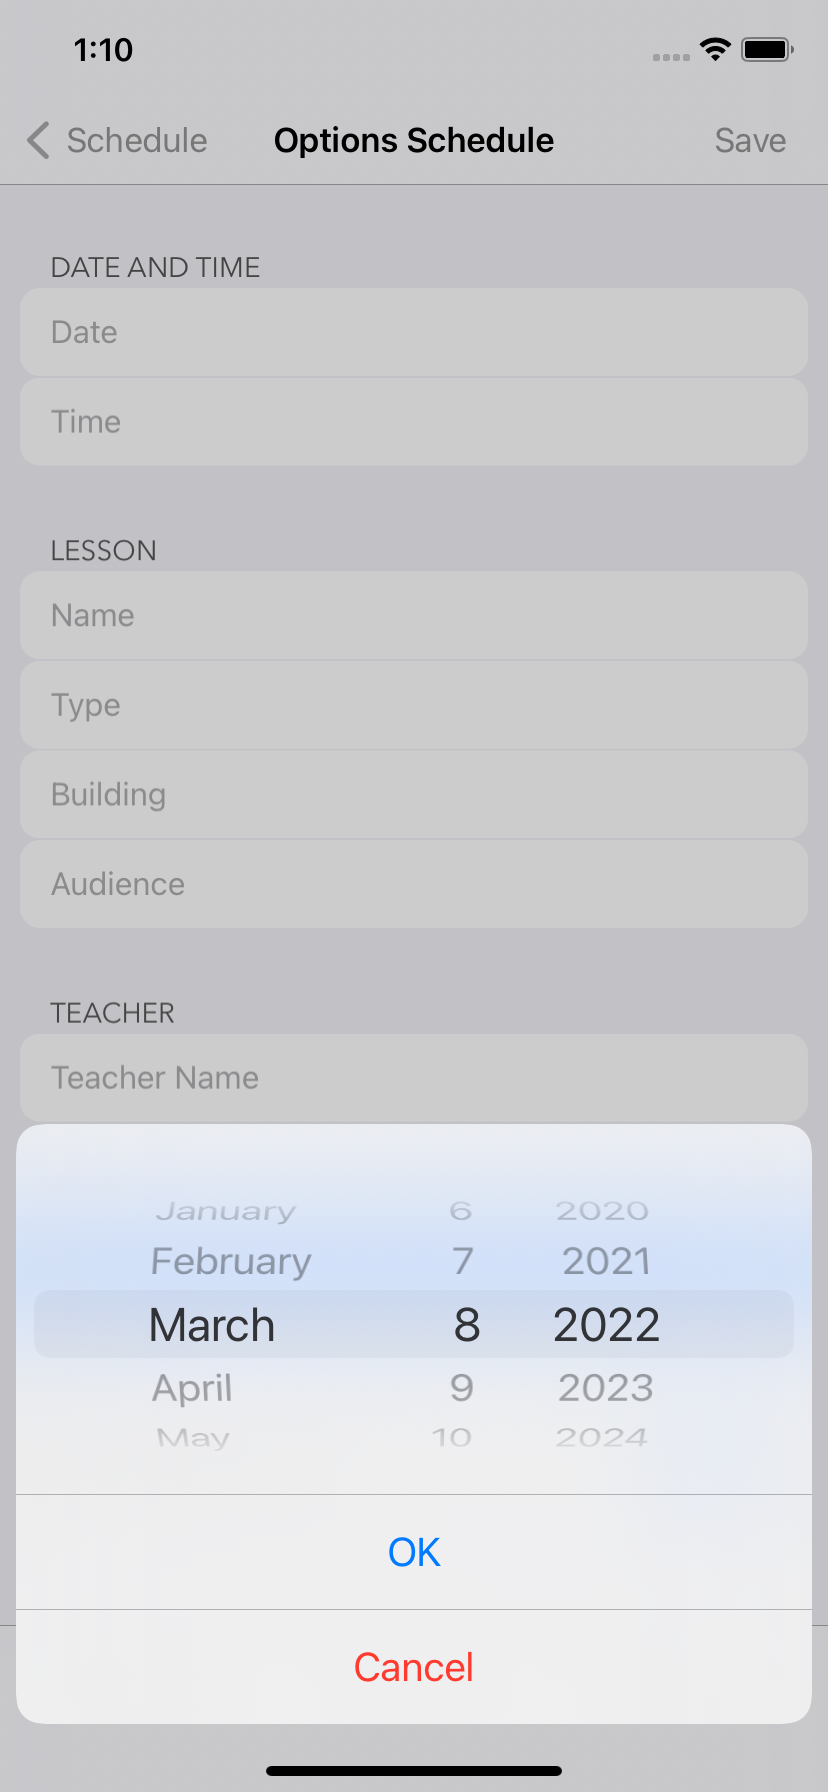 1:10
Schedule Options Schedule Save
DATE AND TIME
Date
Time
LESSON
Name
Type
Building
Audience
TEACHER
Teacher Name
January 6 2020
February 7 2021
March 8 2022
April 9 2023
May 10 2024
OK
Cancel